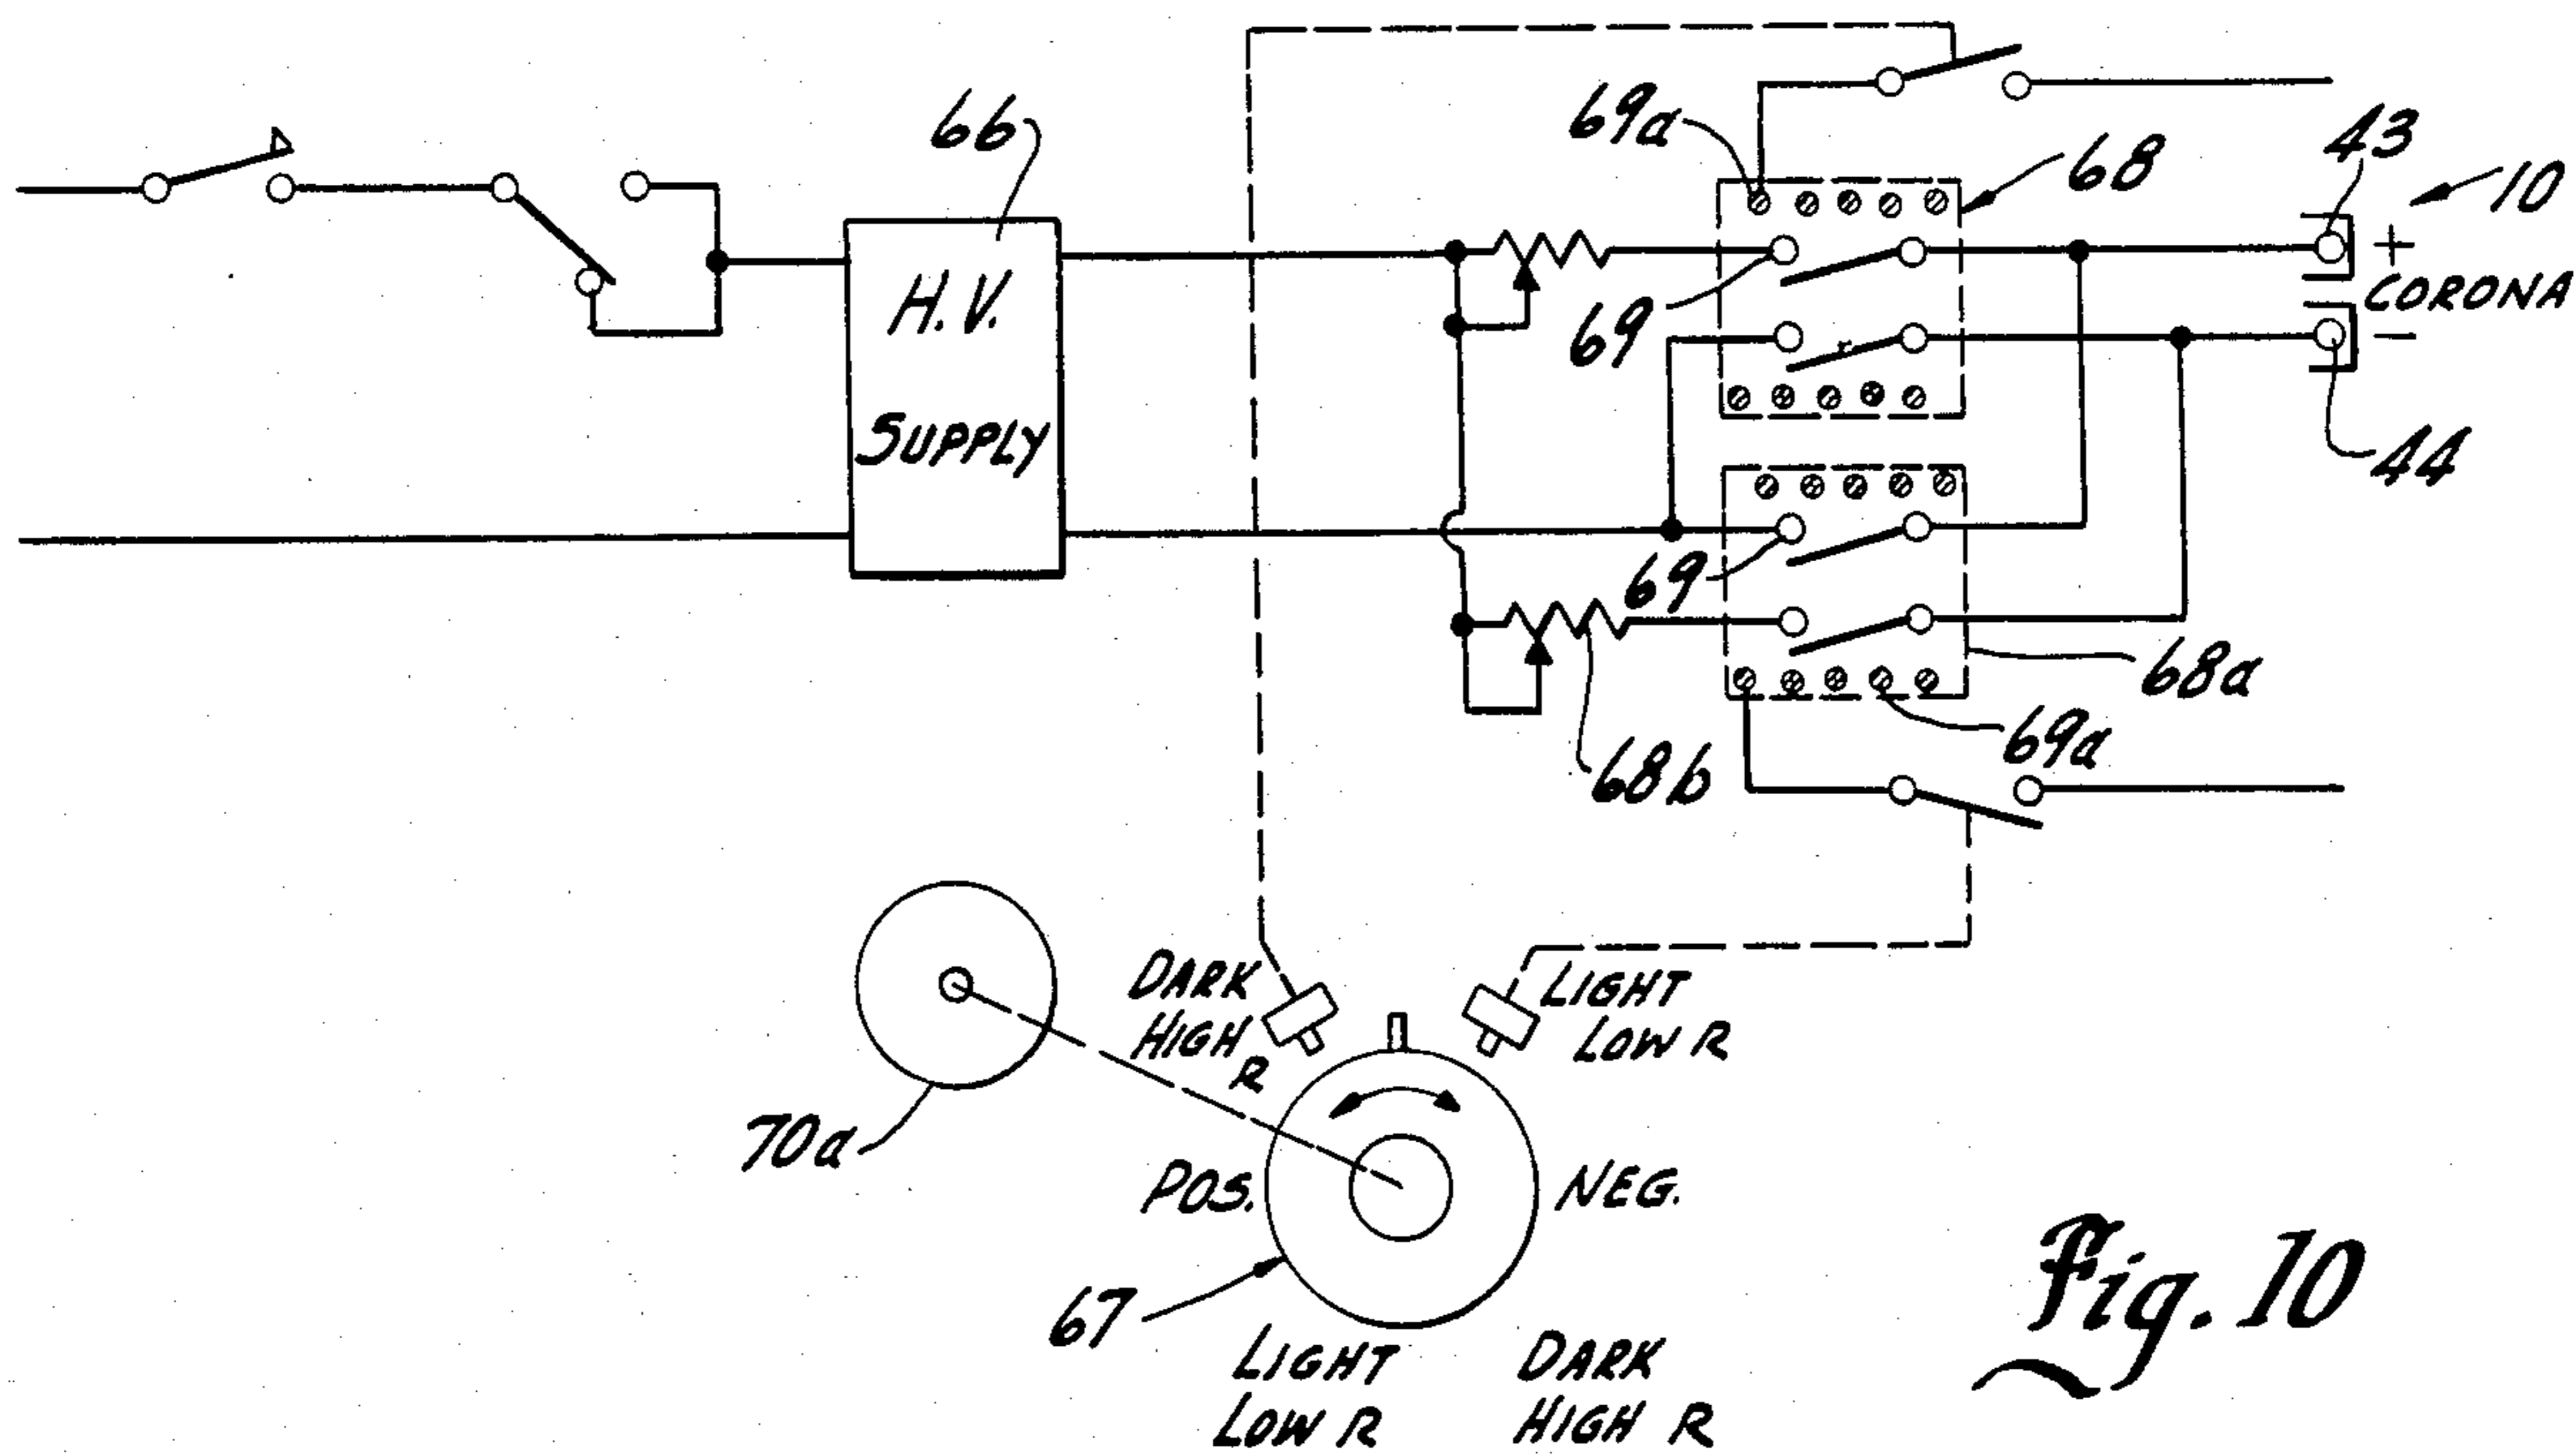 69a
66
68
43
10
+
CORONA
−
H. V.
SUPPLY
69
r
44
69
68a
69a
68b
DARK
HIGH
R
LIGHT
LOW R
70a
POS.
NEG.
67
LIGHT
LOW R
DARK
HIGH R
Fig. 10